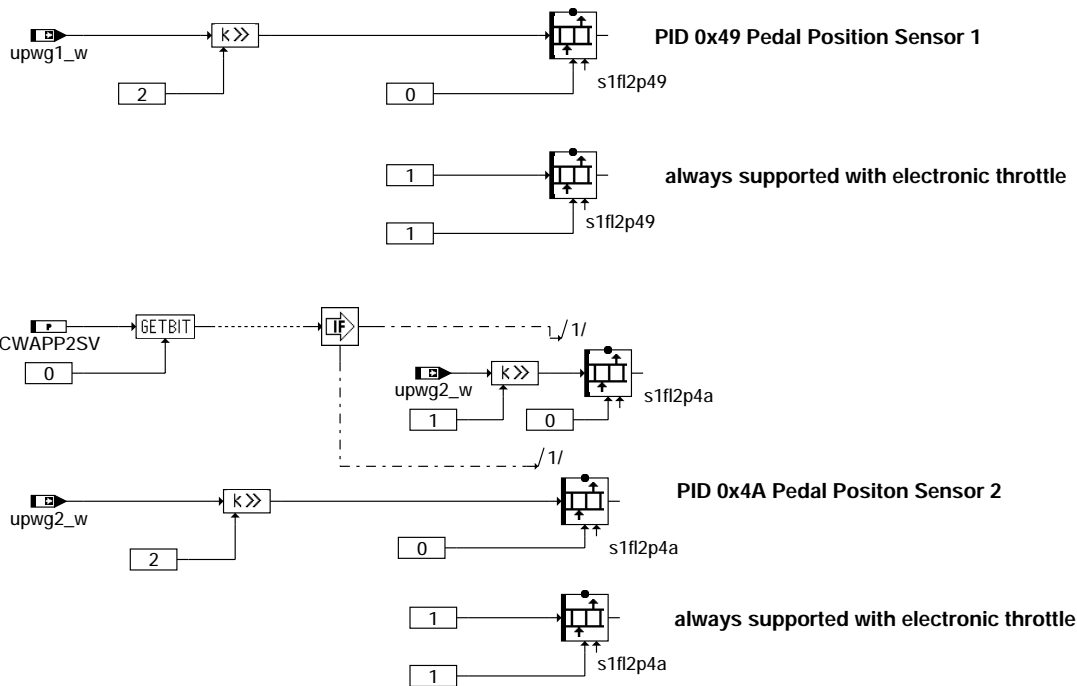 PID 0x49 Pedal Position Sensor 1
k >>
upwg1_w
s1fl2p49
2
0
1
always supported with electronic throttle
s1fl2p49
1
P
GETBIT
IF
/1/
CWAPP2SV
k >>
0
upwg2_w
s1fl2p4a
1
0
/1/
PID 0x4A Pedal Positon Sensor 2
k >>
upwg2_w
s1fl2p4a
2
0
1
always supported with electronic throttle
s1fl2p4a
1